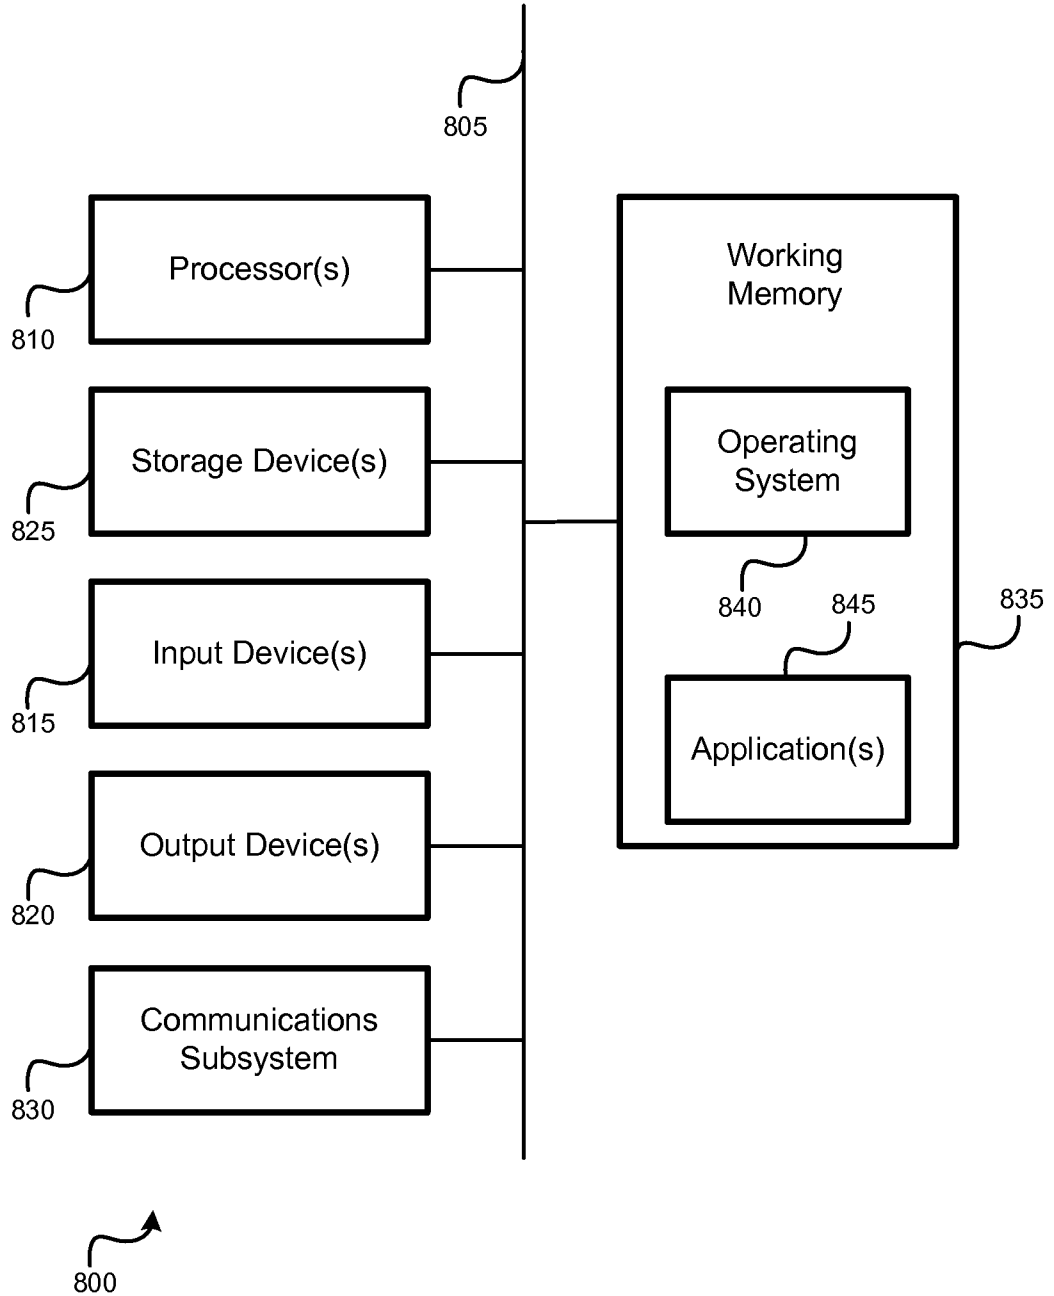 805
Processor(s)
810
Storage Device(s)
825
Input Device(s)
815
Output Device(s)
820
Communications
Subsystem
830
Working
Memory
Operating
System
840
845
835
Application(s)
800